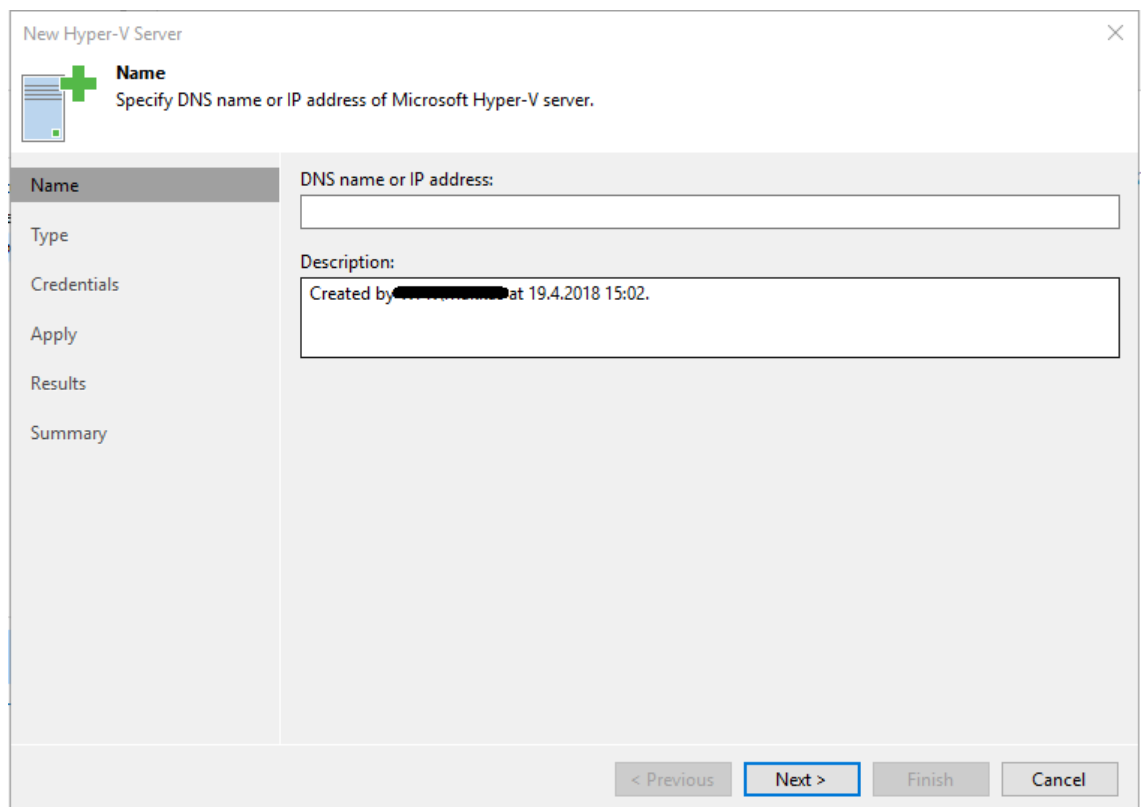 New Hyper-V Server
Name
Specify DNS name or IP address of Microsoft Hyper-V server.
Name
Type
Credentials
Apply
Results
Summary
DNS name or IP address:
Description:
Created by at 19.4.2018 15:02.
< Previous
Next >
Finish
Cancel